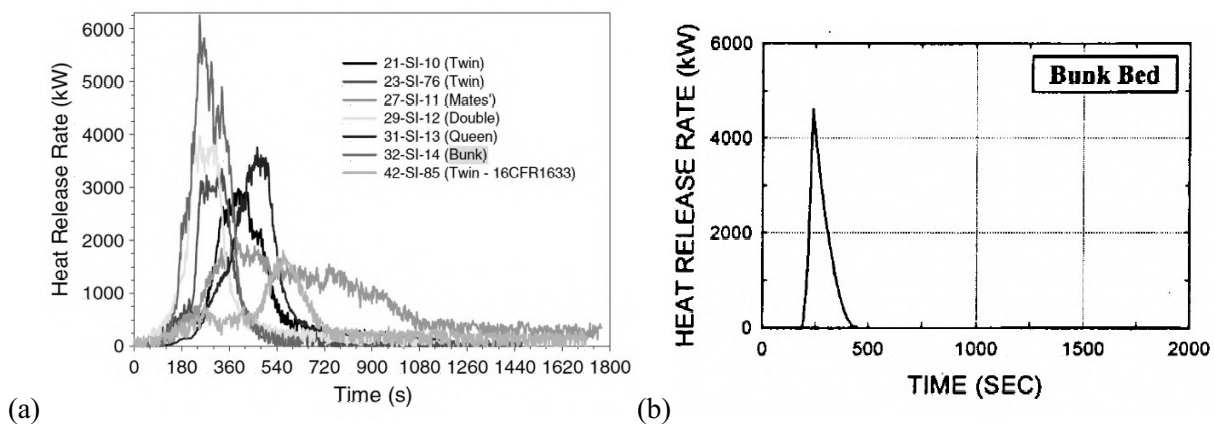 6000
5000
4000
3000
2000
1000
0
Heat Release Rate (kW)
21-SI-10 (Twin)
23-SI-76 (Twin)
27-SI-11 (Mates')
29-SI-12 (Double)
31-SI-13 (Queen)
32-SI-14 (Bunk)
42-SI-85 (Twin - 16CFR1633)
0 180 360 540 720 900 1080 1260 1440 1620 1800
Time (s)
(a)
6000
4000
2000
0
HEAT RELEASE RATE (kW)
Bunk Bed
0 500 1000 1500 2000
TIME (SEC)
(b)